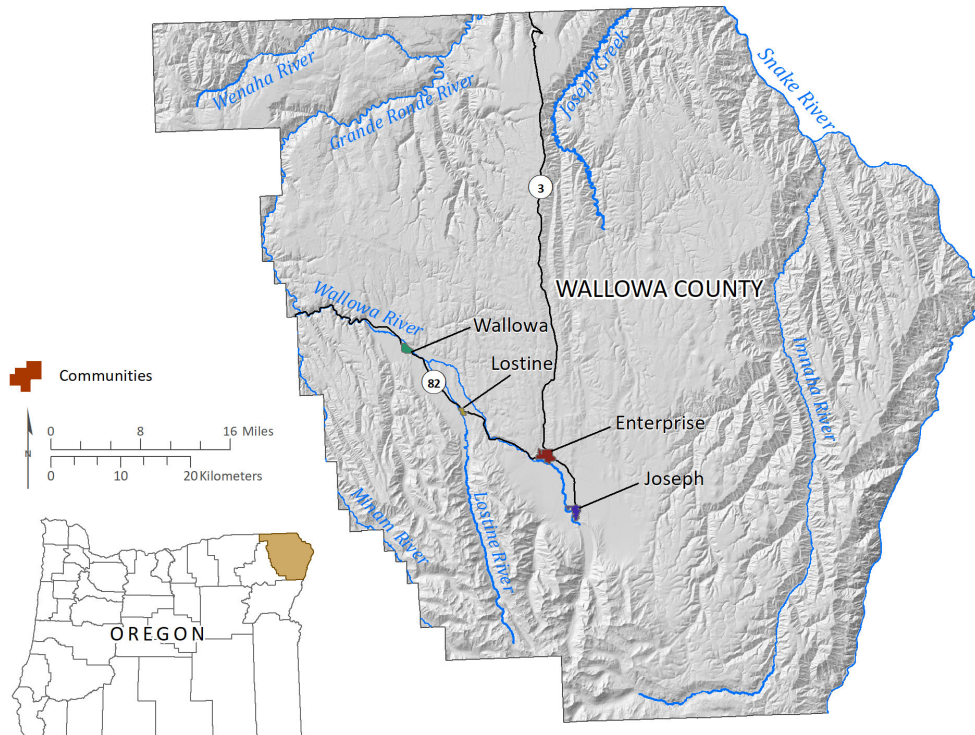 Wenaha River
Grande Ronde River
Joseph Creek
Snake River
3
WALLOWA COUNTY
Wallowa River
Wallowa
Lostine
82
Imnaha River
Communities
Enterprise
Joseph
N
0 8 16 Miles
0 10 20 Kilometers
Minam River
Lostine River
OREGON